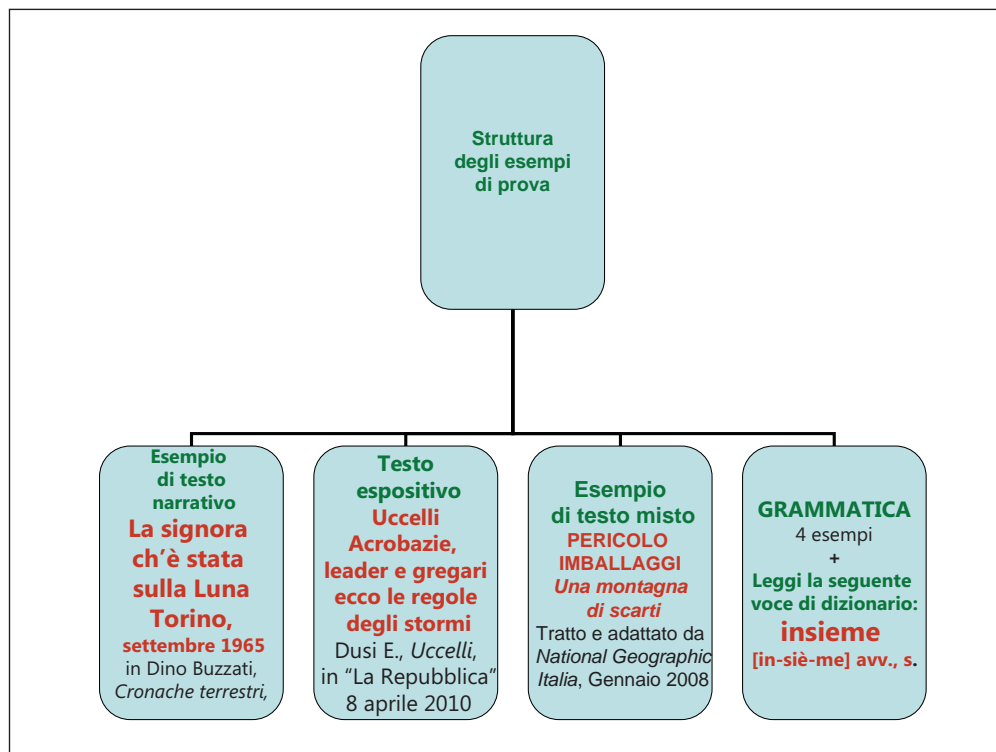 Struttura
degli esempi
di prova
Esempio
di testo
narrativo
La signora
ch'è stata
sulla Luna
Torino,
settembre 1965
in Dino Buzzati,
Cronache terrestri,
Testo
espositivo
Uccelli
Acrobazie,
leader e gregari
ecco le regole
degli stormi
Dusi E., Uccelli,
in "La Repubblica"
8 aprile 2010
Esempio
di testo misto
PERICOLO
IMBALLAGGI
Una montagna
di scarti
Tratto e adattato da
National Geographic
Italia, Gennaio 2008
GRAMMATICA
4 esempi
+
Leggi la seguente
voce di dizionario:
insieme
[in-siè-me] avv., s.